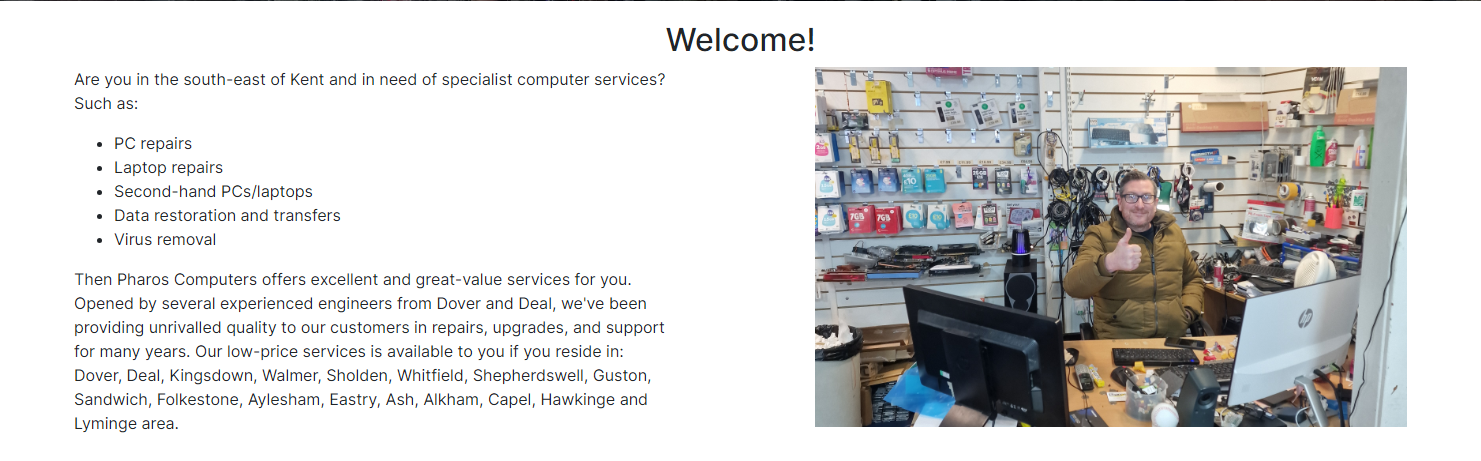 Welcome!
Are you in the south-east of Kent and in need of specialist computer services?
Such as:
• PC repairs
• Laptop repairs
• Second-hand PCs/laptops
• Data restoration and transfers
• Virus removal
Then Pharos Computers offers excellent and great-value services for you.
Opened by several experienced engineers from Dover and Deal, we've been
providing unrivalled quality to our customers in repairs, upgrades, and support
for many years. Our low-price services is available to you if you reside in:
Dover, Deal, Kingsdown, Walmer, Sholden, Whitfield, Shepherdswell, Guston,
Sandwich, Folkestone, Aylesham, Eastry, Ash, Alkham, Capel, Hawkinge and
Lyminge area.
7GB
7GB
hp